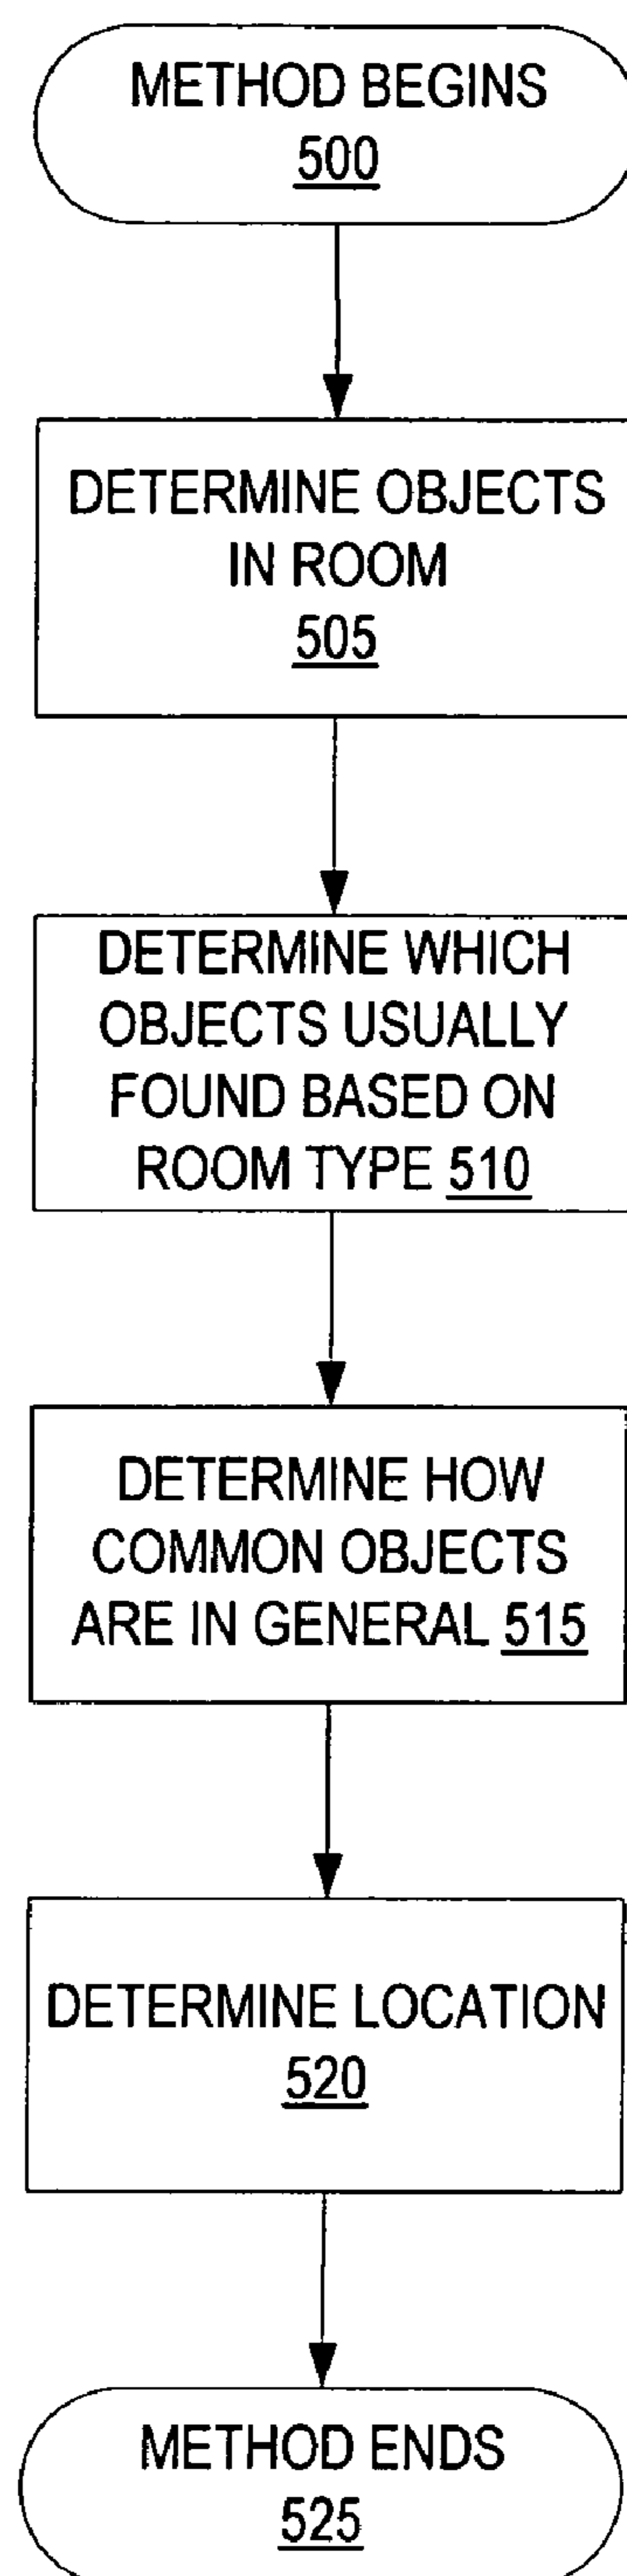 METHOD BEGINS
500
DETERMINE OBJECTS
IN ROOM
505
DETERMINE WHICH
OBJECTS USUALLY
FOUND BASED ON
ROOM TYPE 510
DETERMINE HOW
COMMON OBJECTS
ARE IN GENERAL 515
DETERMINE LOCATION
520
METHOD ENDS
525